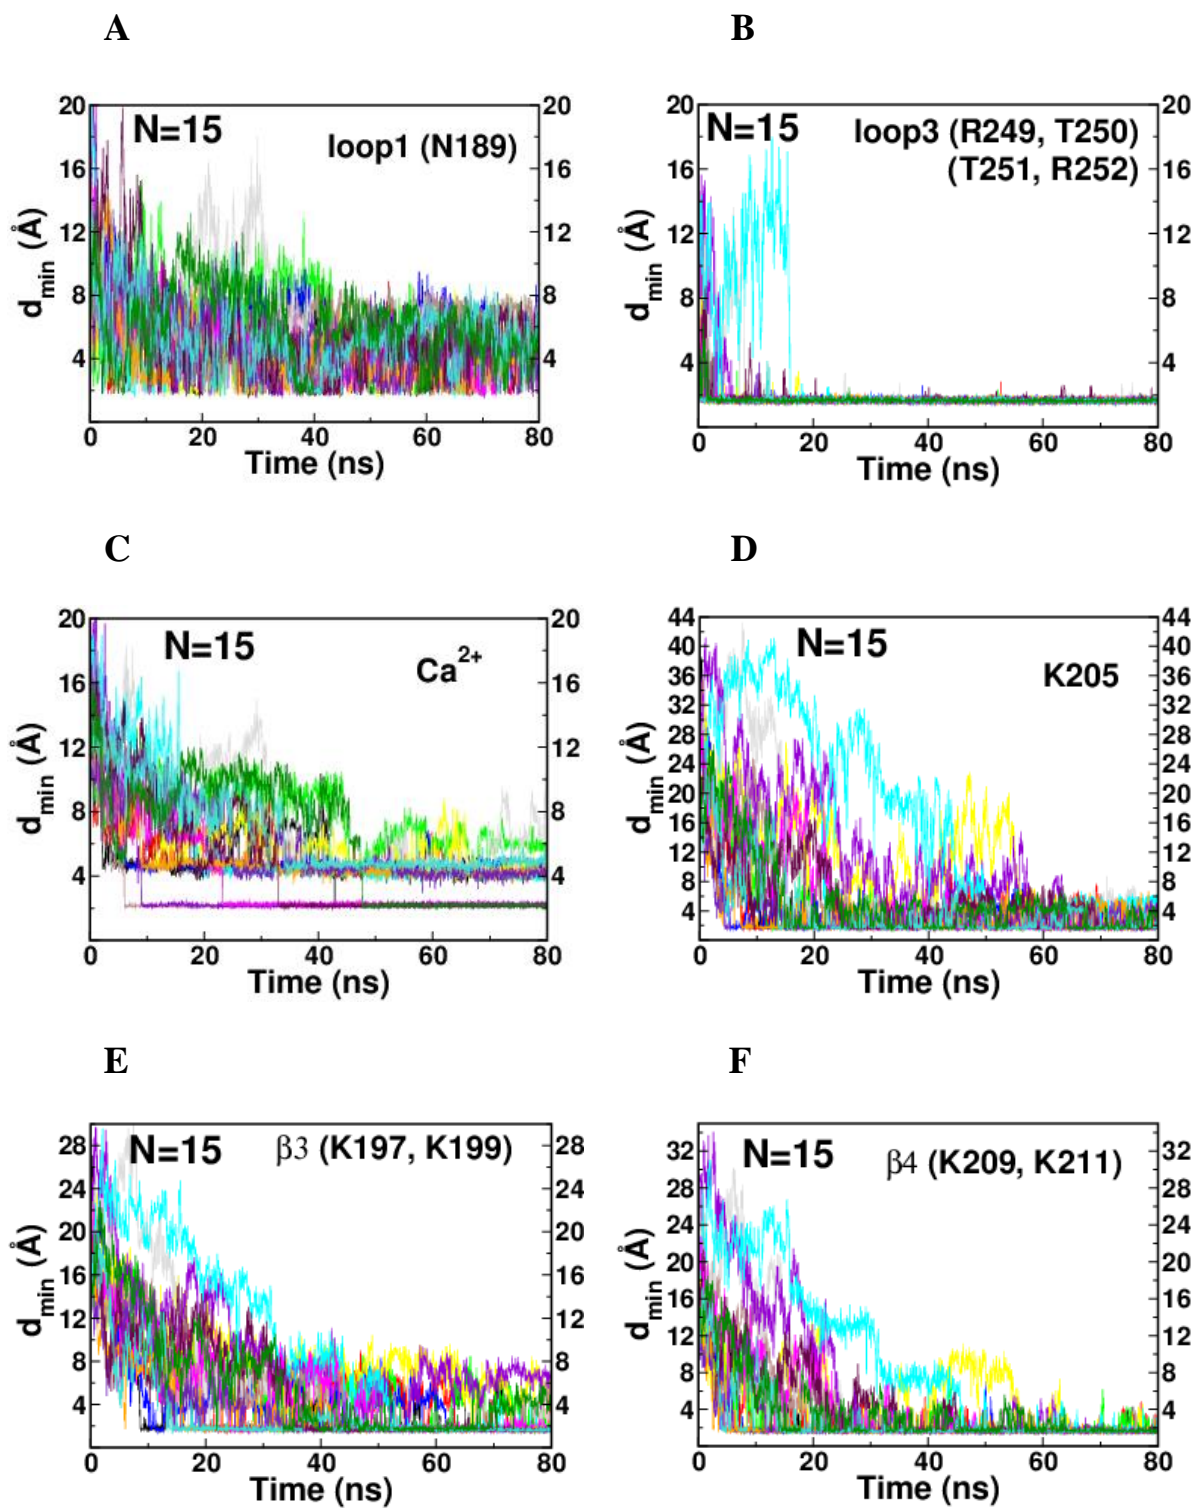 A B
20 N=15 loop1 (N189) 20
16 16
12 12
8 8
4 4
dmin (Å)
0 20 40 60 80
Time (ns)
20 N=15 loop3 (R249, T250) 20
16 (T251, R252) 16
12 12
8 8
4 4
dmin (Å)
0 20 40 60 80
Time (ns)
C D
20 N=15 Ca2+ 20
16 16
12 12
8 8
4 4
dmin (Å)
0 20 40 60 80
Time (ns)
44 44
40 N=15 40
36 K205 36
32 32
28 28
24 24
20 20
16 16
12 12
8 8
4 4
dmin (Å)
0 20 40 60 80
Time (ns)
E F
28 N=15 β3 (K197, K199) 28
24 24
20 20
16 16
12 12
8 8
4 4
dmin (Å)
0 20 40 60 80
Time (ns)
32 N=15 β4 (K209, K211) 32
28 28
24 24
20 20
16 16
12 12
8 8
4 4
dmin (Å)
0 20 40 60 80
Time (ns)